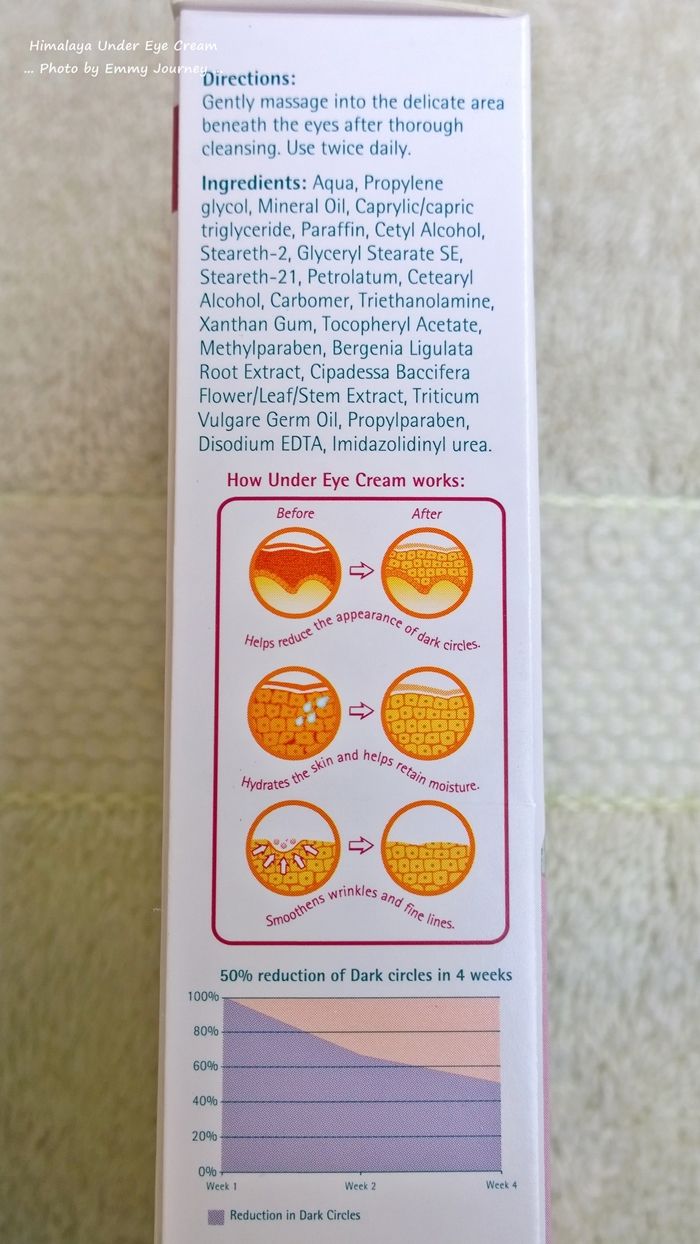 Himalaya Under Eye Cream
... Photo by Emmy Journey ...
Directions:
Gently massage into the delicate area
beneath the eyes after thorough
cleansing. Use twice daily.
Ingredients: Aqua, Propylene
glycol, Mineral Oil, Caprylic/capric
triglyceride, Paraffin, Cetyl Alcohol,
Steareth-2, Glyceryl Stearate SE,
Steareth-21, Petrolatum, Cetearyl
Alcohol, Carbomer, Triethanolamine,
Xanthan Gum, Tocopheryl Acetate,
Methylparaben, Bergenia Ligulata
Root Extract, Cipadessa Baccifera
Flower/Leaf/Stem Extract, Triticum
Vulgare Germ Oil, Propylparaben,
Disodium EDTA, Imidazolidinyl urea.
How Under Eye Cream works:
Before After
Helps reduce the appearance of dark circles.
Hydrates the skin and helps retain moisture.
Smoothens wrinkles and fine lines.
50% reduction of Dark circles in 4 weeks
100%
80%
60%
40%
20%
0%
Week 1 Week 2 Week 4
Reduction in Dark Circles